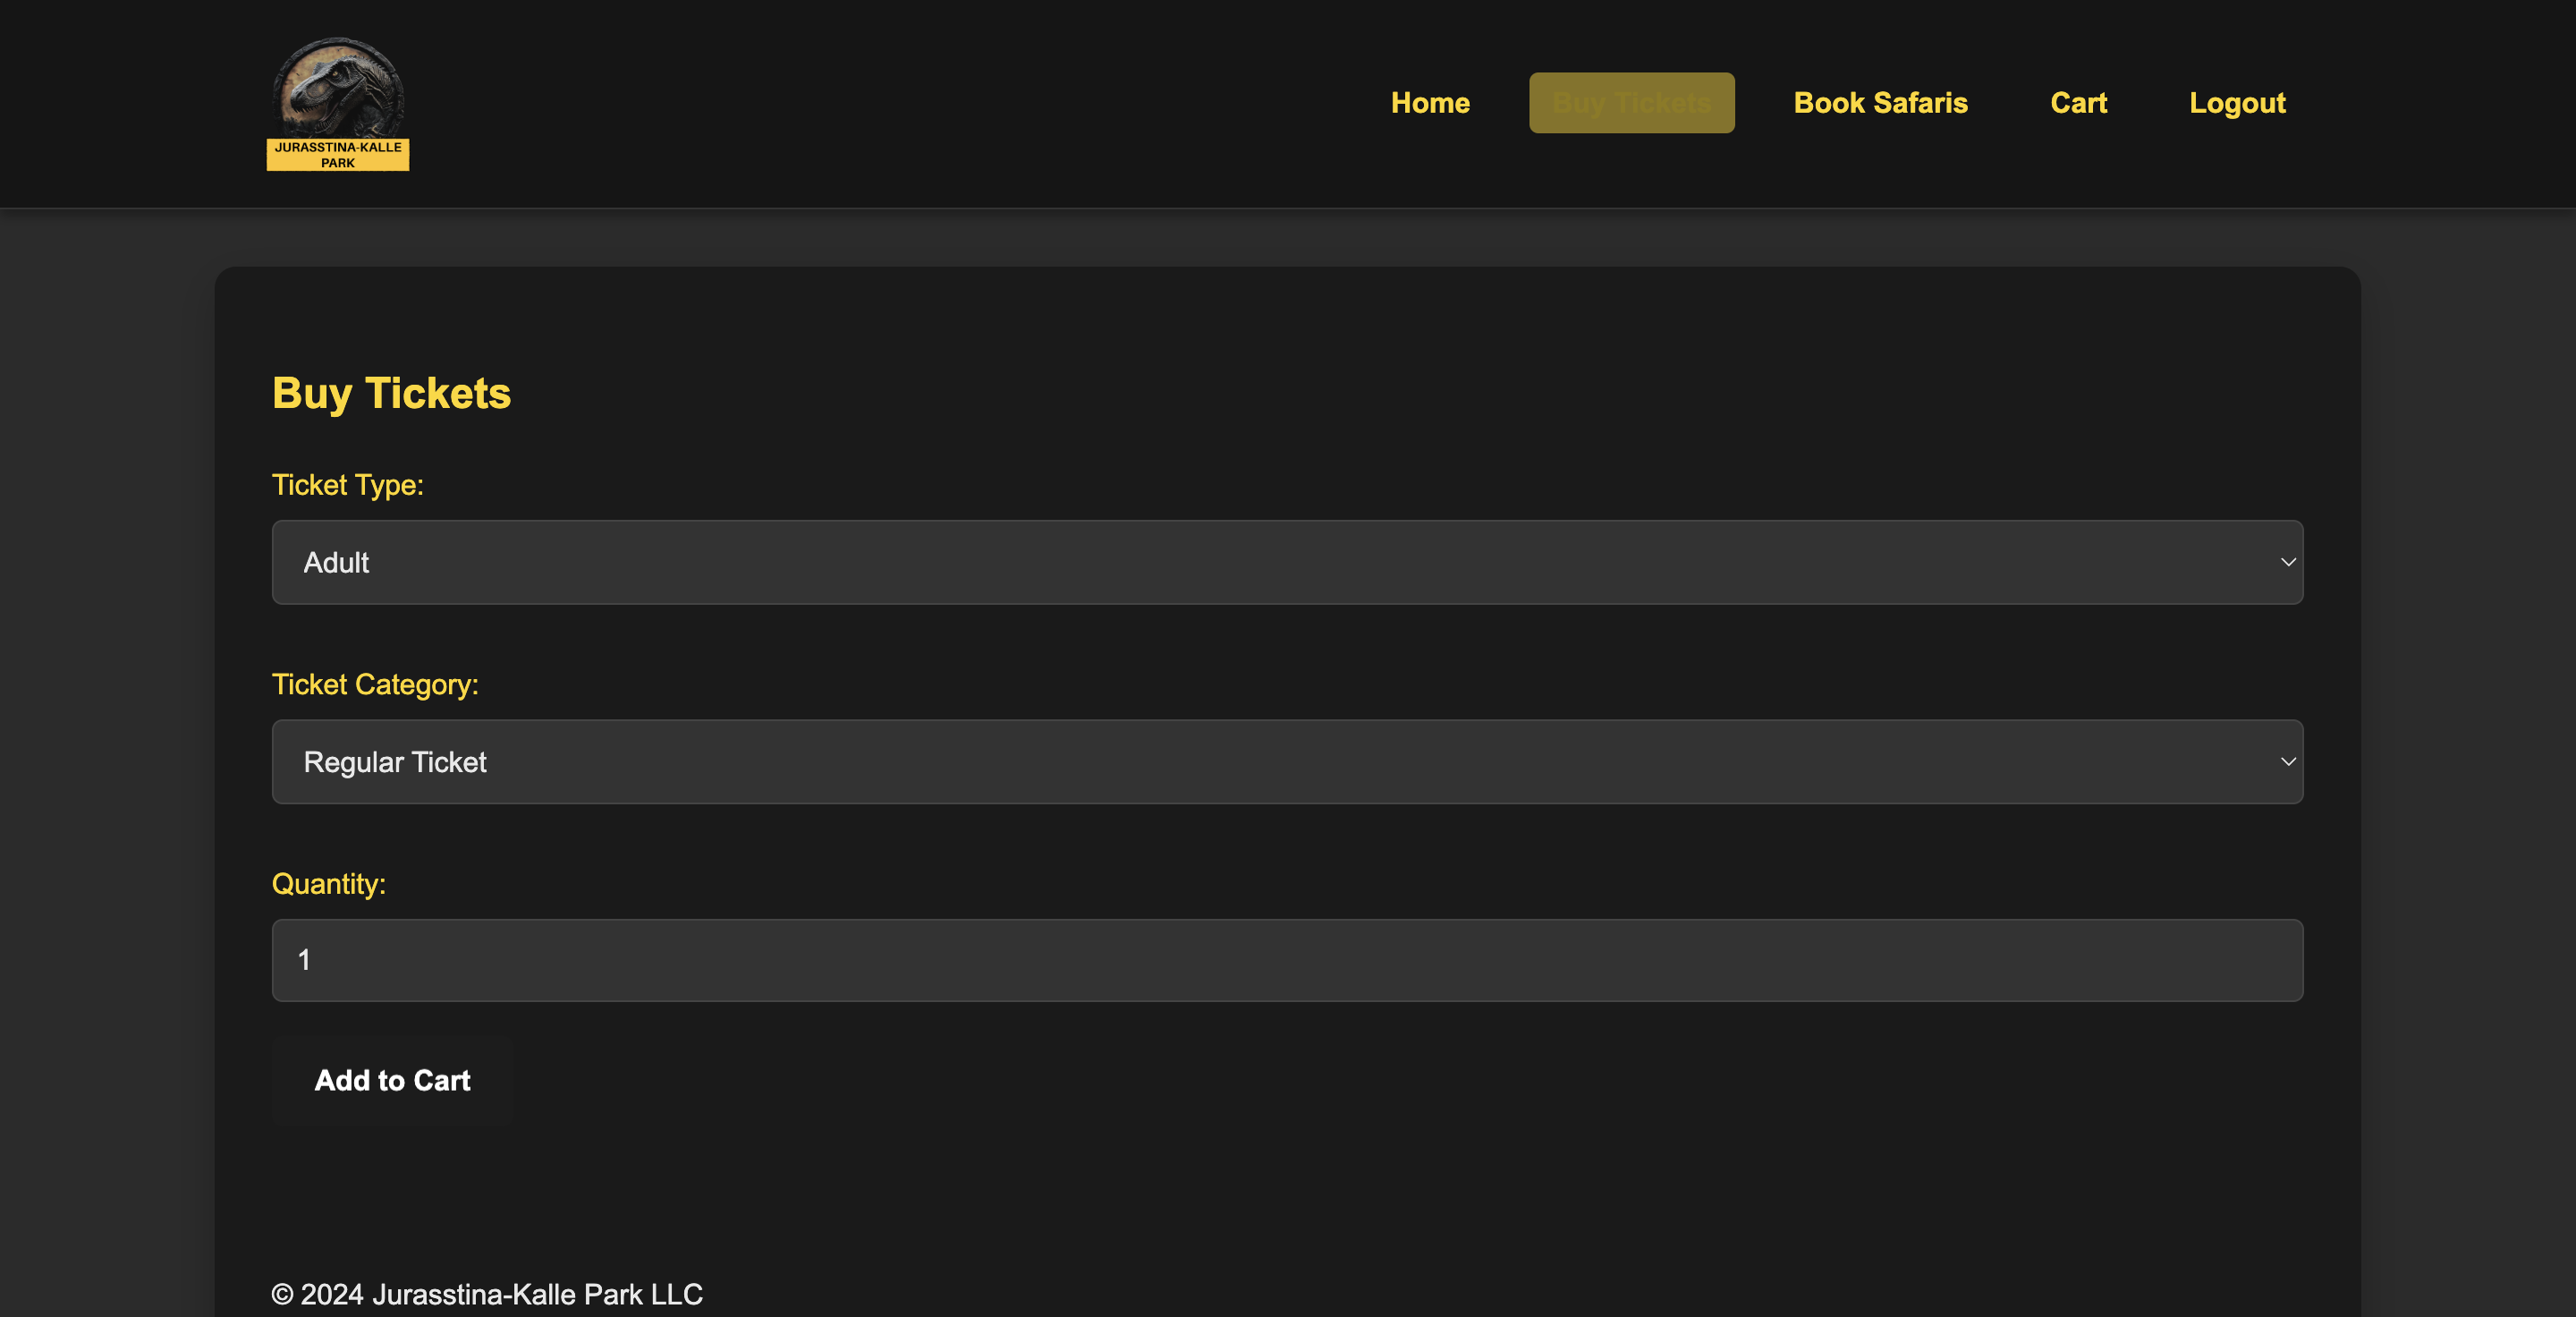 JURASSTINA-KALLE
PARK
Home
Buy Tickets
Book Safaris
Cart
Logout
Buy Tickets
Ticket Type:
Adult
Ticket Category:
Regular Ticket
Quantity:
1
Add to Cart
© 2024 Jurasstina-Kalle Park LLC